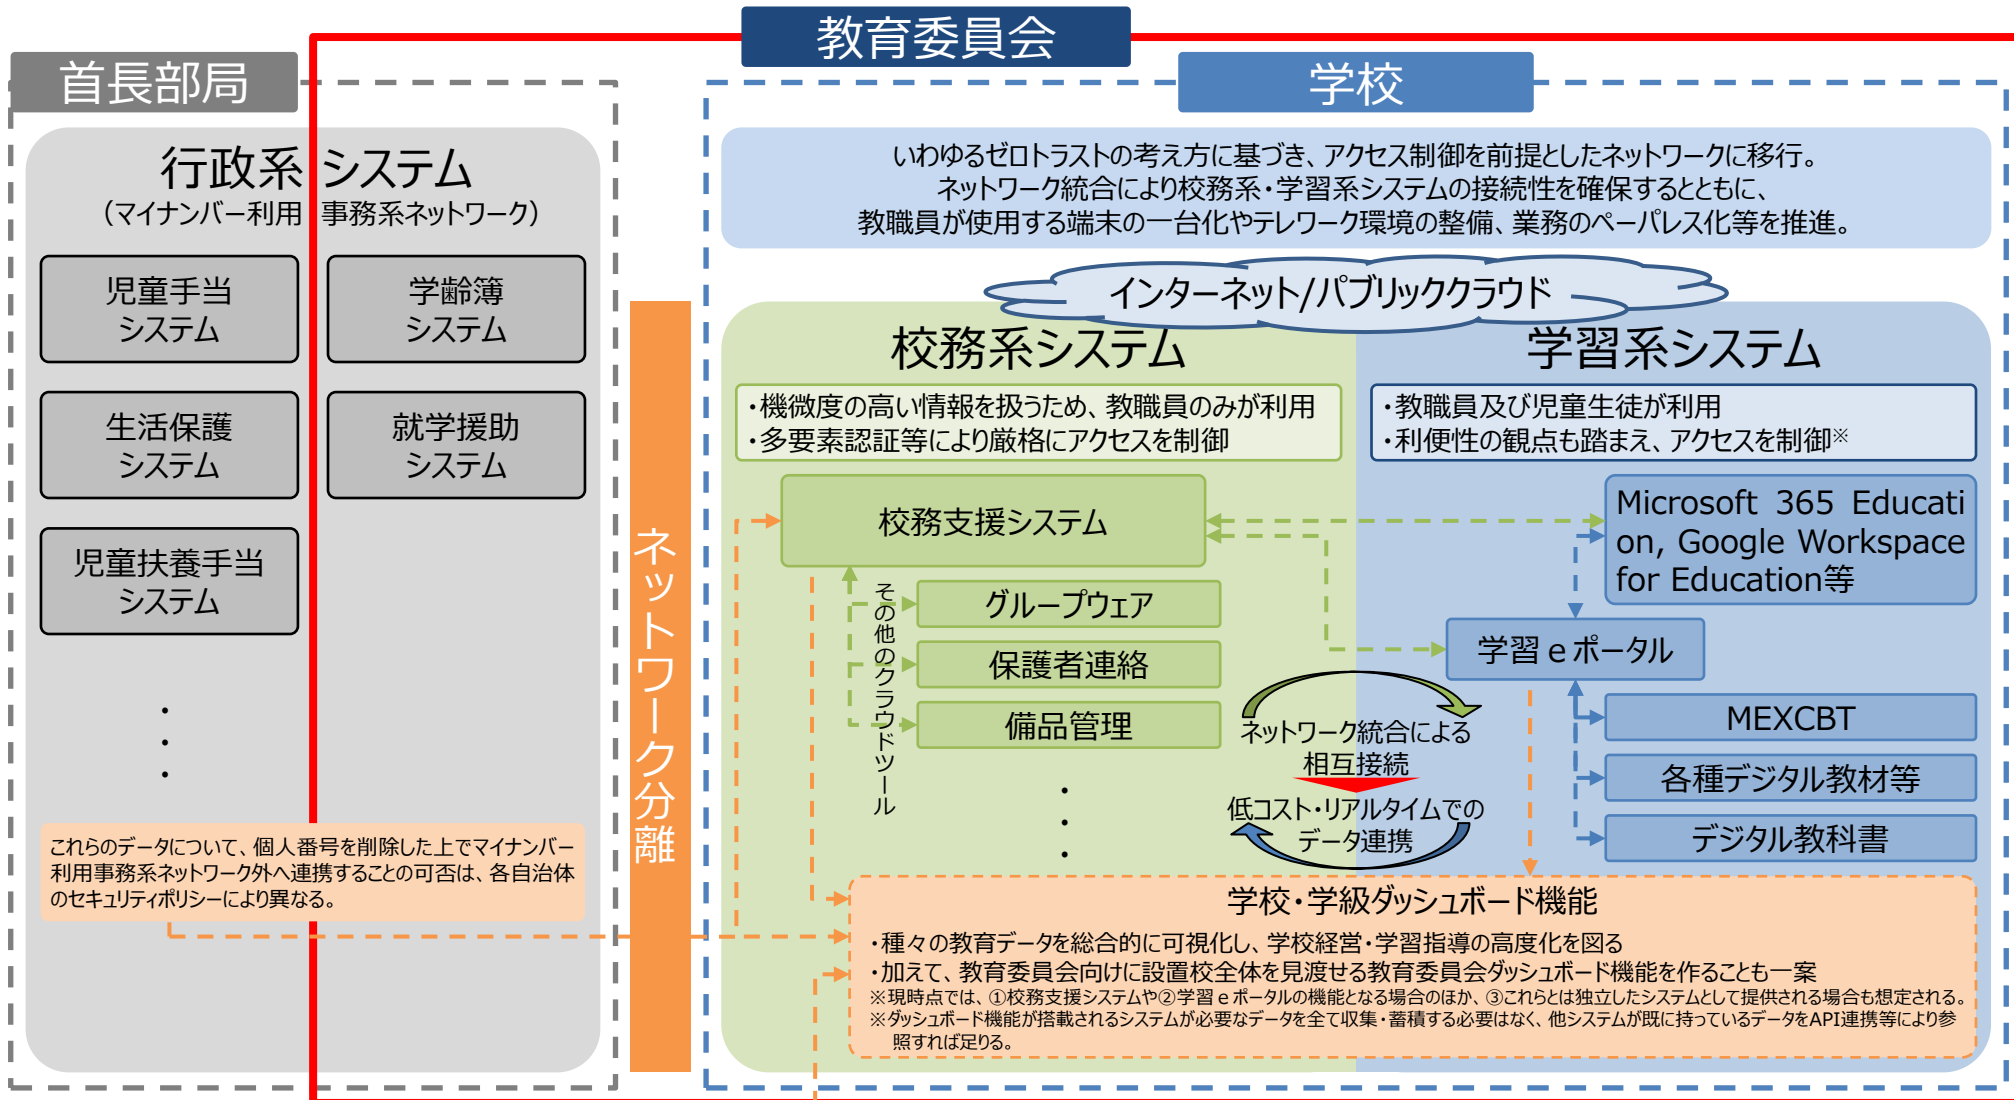 教育委員会
首長部局
学校
行政系システム
（マイナンバー利用事務系ネットワーク）
児童手当
システム
学齢簿
システム
生活保護
システム
就学援助
システム
児童扶養手当
システム
・
・
・
これらのデータについて、個人番号を削除した上でマイナンバー
利用事務系ネットワーク外へ連携することの可否は、各自治体
のセキュリティポリシーにより異なる。
ネットワーク分離
いわゆるゼロトラストの考え方に基づき、アクセス制御を前提としたネットワークに移行。
ネットワーク統合により校務系・学習系システムの接続性を確保するとともに、
教職員が使用する端末の一台化やテレワーク環境の整備、業務のペーパレス化等を推進。
インターネット/パブリッククラウド
校務系システム
・機微度の高い情報を扱うため、教職員のみが利用
・多要素認証等により厳格にアクセスを制御
校務支援システム
その他のクラウドツール
グループウェア
保護者連絡
備品管理
・
・
・
学習系システム
・教職員及び児童生徒が利用
・利便性の観点も踏まえ、アクセスを制御※
Microsoft 365 Educati
on, Google Workspace
for Education等
学習ｅポータル
MEXCBT
各種デジタル教材等
デジタル教科書
ネットワーク統合による
相互接続
低コスト・リアルタイムでの
データ連携
学校・学級ダッシュボード機能
・種々の教育データを総合的に可視化し、学校経営・学習指導の高度化を図る
・加えて、教育委員会向けに設置校全体を見渡せる教育委員会ダッシュボード機能を作ることも一案
※現時点では、①校務支援システムや②学習ｅポータルの機能となる場合のほか、③これらとは独立したシステムとして提供される場合も想定される。
※ダッシュボード機能が搭載されるシステムが必要なデータを全て収集・蓄積する必要はなく、他システムが既に持っているデータをAPI連携等により参
照すれば足りる。